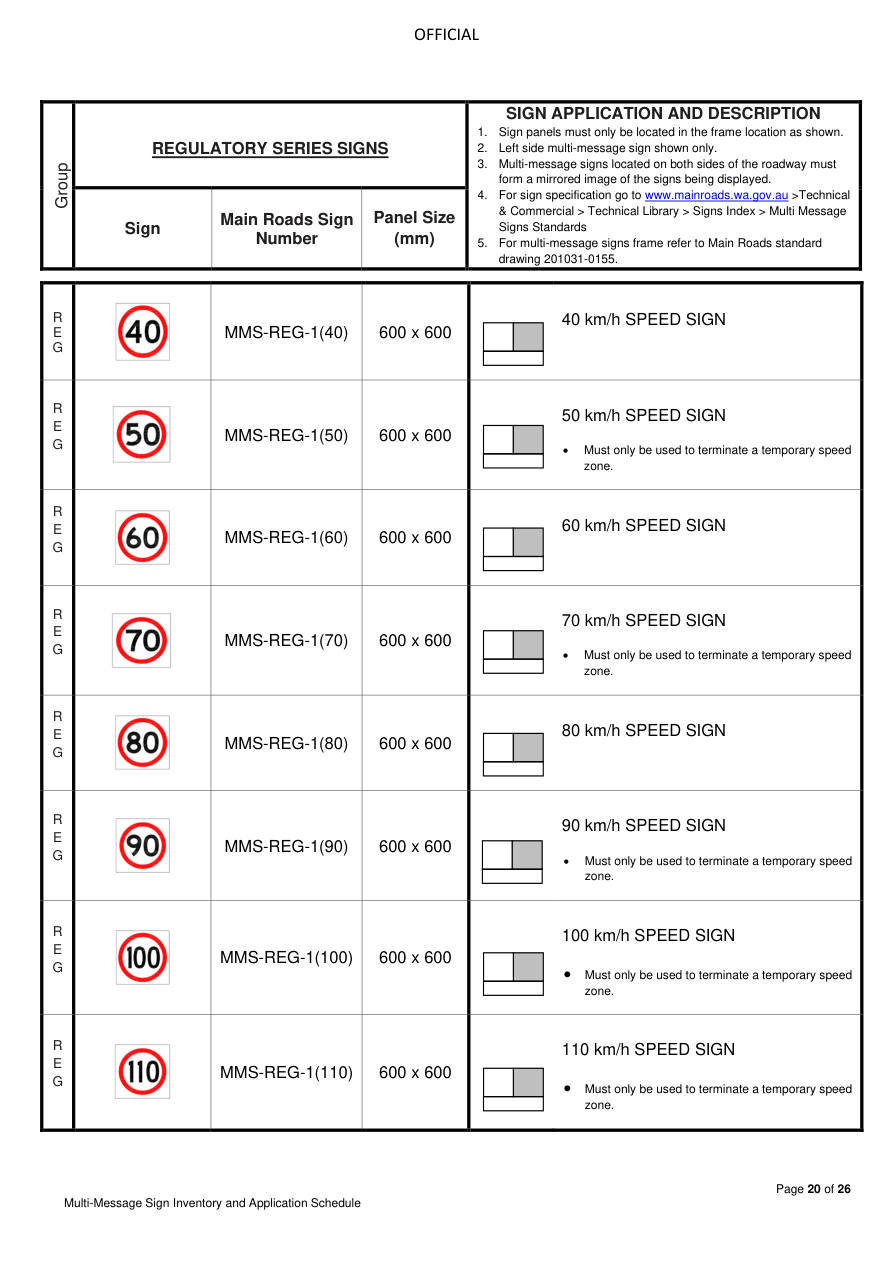 OFFICIAL
Group
REGULATORY SERIES SIGNS
Sign
Main Roads Sign
Number
Panel Size
(mm)
SIGN APPLICATION AND DESCRIPTION
1. Sign panels must only be located in the frame location as shown.
2. Left side multi-message sign shown only.
3. Multi-message signs located on both sides of the roadway must
form a mirrored image of the signs being displayed.
4. For sign specification go to www.mainroads.wa.gov.au >Technical
& Commercial > Technical Library > Signs Index > Multi Message
Signs Standards
5. For multi-message signs frame refer to Main Roads standard
drawing 201031-0155.
R
E
G
40
MMS-REG-1(40)
600 x 600
40 km/h SPEED SIGN
R
E
G
50
MMS-REG-1(50)
600 x 600
50 km/h SPEED SIGN
• Must only be used to terminate a temporary speed
zone.
R
E
G
60
MMS-REG-1(60)
600 x 600
60 km/h SPEED SIGN
R
E
G
70
MMS-REG-1(70)
600 x 600
70 km/h SPEED SIGN
• Must only be used to terminate a temporary speed
zone.
R
E
G
80
MMS-REG-1(80)
600 x 600
80 km/h SPEED SIGN
R
E
G
90
MMS-REG-1(90)
600 x 600
90 km/h SPEED SIGN
• Must only be used to terminate a temporary speed
zone.
R
E
G
100
MMS-REG-1(100)
600 x 600
100 km/h SPEED SIGN
• Must only be used to terminate a temporary speed
zone.
R
E
G
110
MMS-REG-1(110)
600 x 600
110 km/h SPEED SIGN
• Must only be used to terminate a temporary speed
zone.
Page 20 of 26
Multi-Message Sign Inventory and Application Schedule